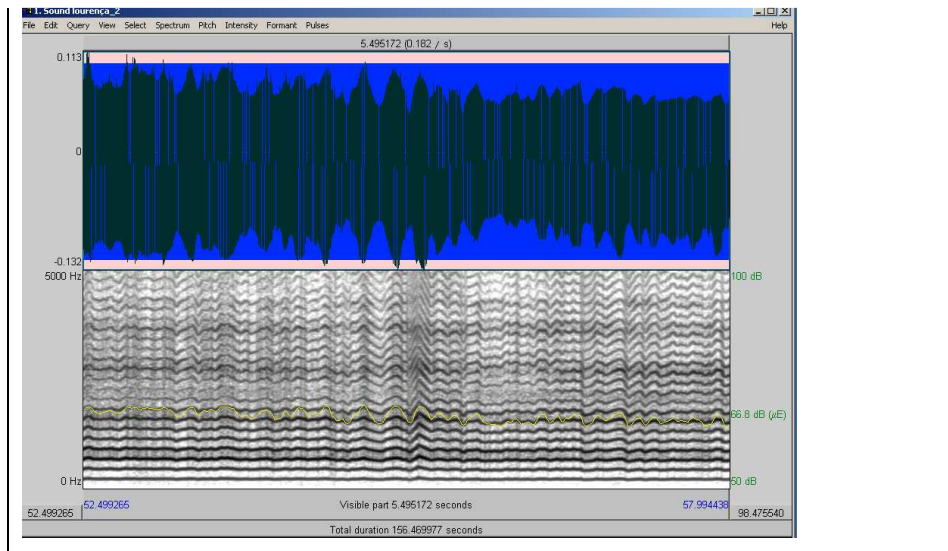 1. Sound lourença_2
File Edit Query View Select Spectrum Pitch Intensity Formant Pulses Help
5.495172 (0.182 / s)
0.113
0
-0.132
5000 Hz
100 dB
66.8 dB (µE)
0 Hz
50 dB
52.499265 Visible part 5.495172 seconds 57.994438
52.499265 98.475540
Total duration 156.469977 seconds